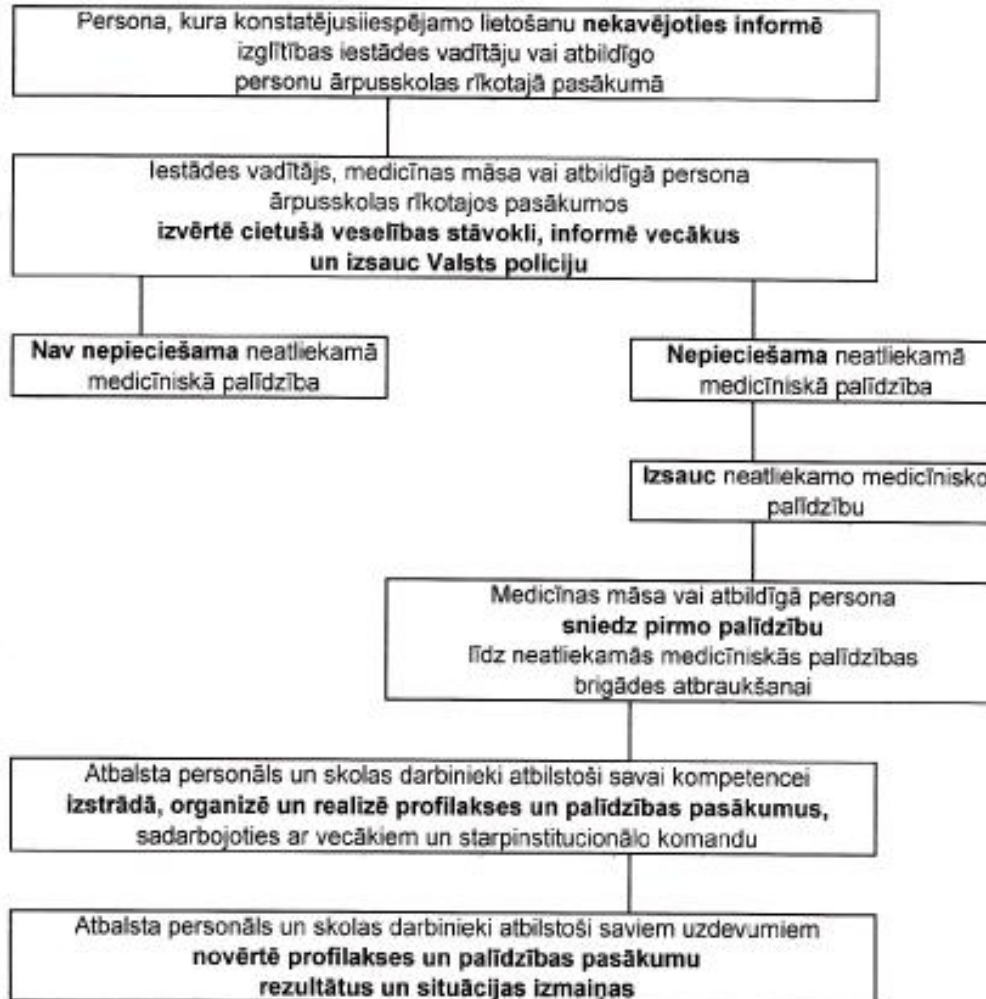 Persona, kura konstatējusiiespējamo lietošanu nekavējoties informē
izglītības iestādes vadītāju vai atbildīgo
personu ārpusskolas rīkotajā pasākumā
Iestādes vadītājs, medicīnas māsa vai atbildīgā persona
ārpusskolas rīkotajos pasākumos
izvērtē cietušā veselības stāvokli, informē vecākus
un izsauc Valsts policiju
Nav nepieciešama neatliekamā
medicīniskā palīdzība
Nepieciešama neatliekamā
medicīniskā palīdzība
Izsauc neatliekamo medicīnisko
palīdzību
Medicīnas māsa vai atbildīgā persona
sniedz pirmo palīdzību
līdz neatliekamās medicīniskās palīdzības
brigādes atbraukšanai
Atbalsta personāls un skolas darbinieki atbilstoši savai kompetencei
izstrādā, organizē un realizē profilakses un palīdzības pasākumus,
sadarbojoties ar vecākiem un starpinstitucionālo komandu
Atbalsta personāls un skolas darbinieki atbilstoši saviem uzdevumiem
novērtē profilakses un palīdzības pasākumu
rezultātus un situācijas izmaiņas